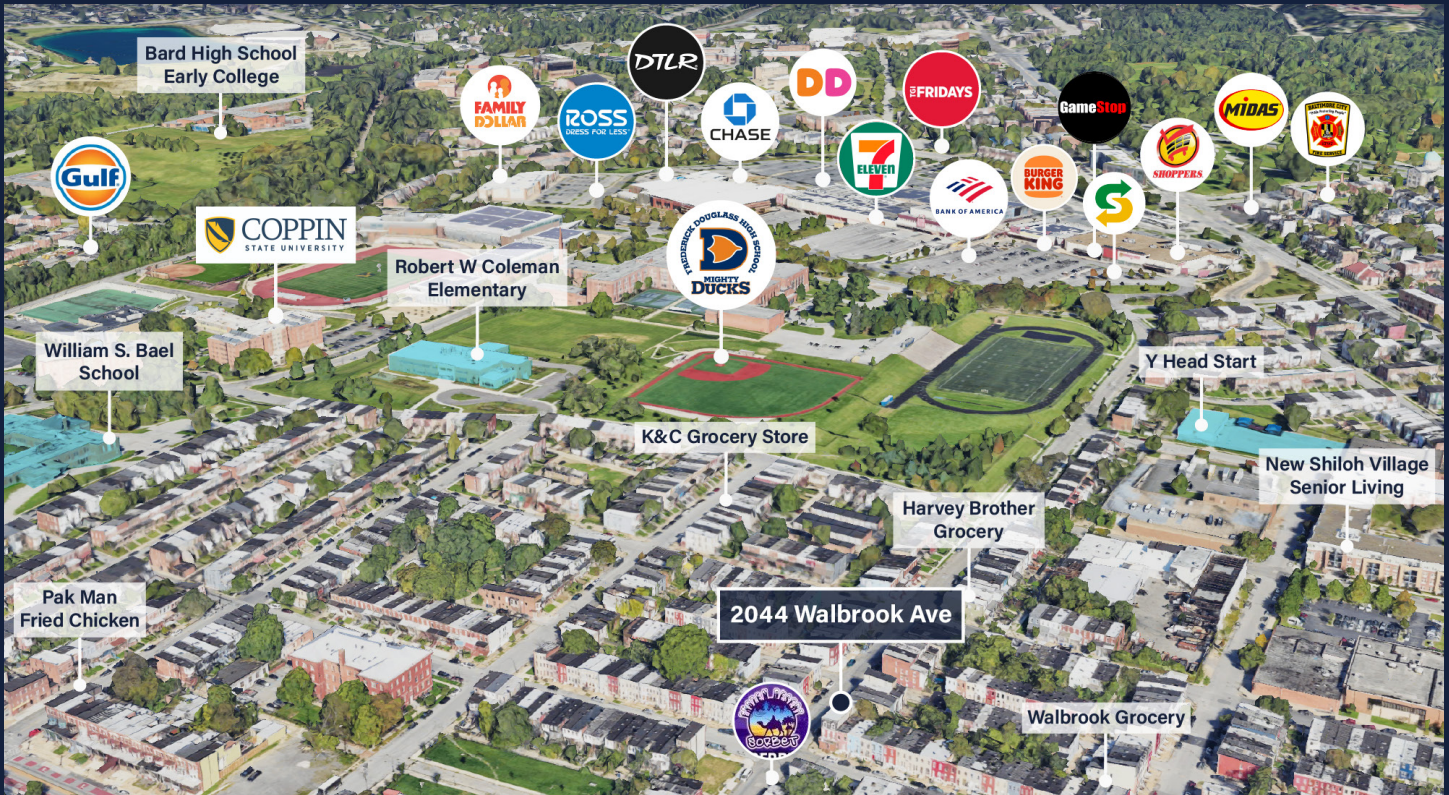 Bard High School
Early College
DTLR
FAMILY
DOLLAR
ROSS
DRESS FOR LESS
CHASE
DD
TGI FRIDAYS
GameStop
MIDAS
BALTIMORE CITY
FIRE SERVICE
Gulf
7
ELEVEN
BURGER
KING
SHOPPERS
BANK OF AMERICA
S
COPPIN
STATE UNIVERSITY
FREDERICK DOUGLASS HIGH SCHOOL
D
MIGHTY
DUCKS
Robert W Coleman
Elementary
William S. Bael
School
Y Head Start
K&C Grocery Store
New Shiloh Village
Senior Living
Harvey Brother
Grocery
Pak Man
Fried Chicken
2044 Walbrook Ave
SORBET
Walbrook Grocery